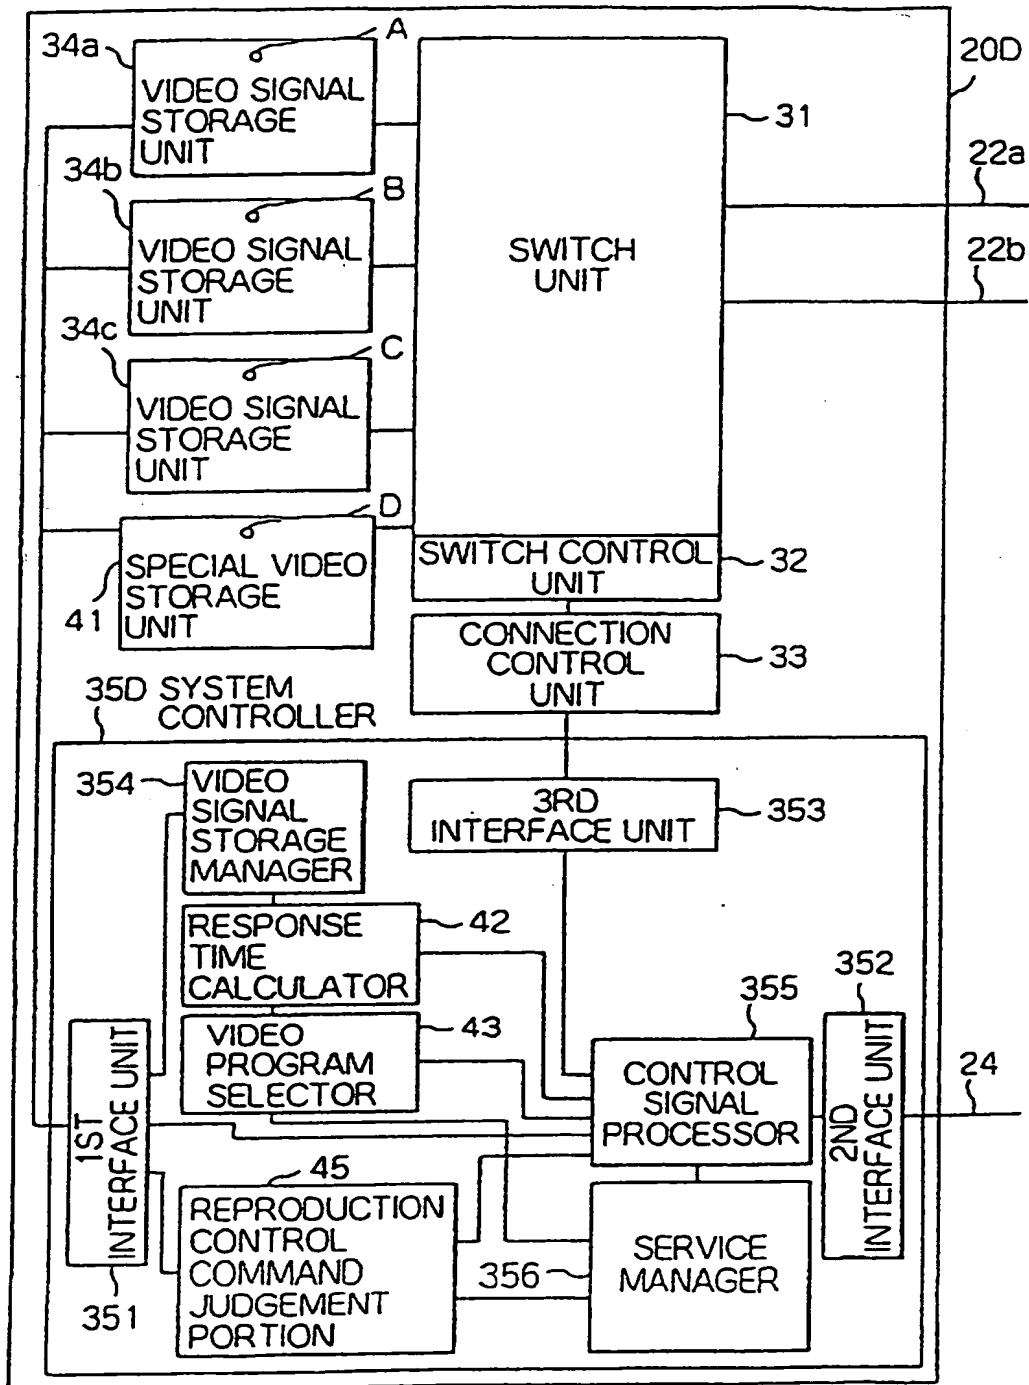 34a
A
VIDEO SIGNAL
STORAGE
UNIT
20D
31
22a
34b
B
VIDEO SIGNAL
STORAGE
UNIT
SWITCH
UNIT
22b
34c
C
VIDEO SIGNAL
STORAGE
UNIT
D
SPECIAL VIDEO
STORAGE
UNIT
41
SWITCH CONTROL
UNIT
32
CONNECTION
CONTROL
UNIT
33
35D SYSTEM
CONTROLLER
354
VIDEO
SIGNAL
STORAGE
MANAGER
3RD
INTERFACE UNIT
353
RESPONSE
TIME
CALCULATOR
42
VIDEO
PROGRAM
SELECTOR
43
355
352
1ST
INTERFACE UNIT
351
CONTROL
SIGNAL
PROCESSOR
2ND
INTERFACE UNIT
24
45
REPRODUCTION
CONTROL
COMMAND
JUDGEMENT
PORTION
356
SERVICE
MANAGER